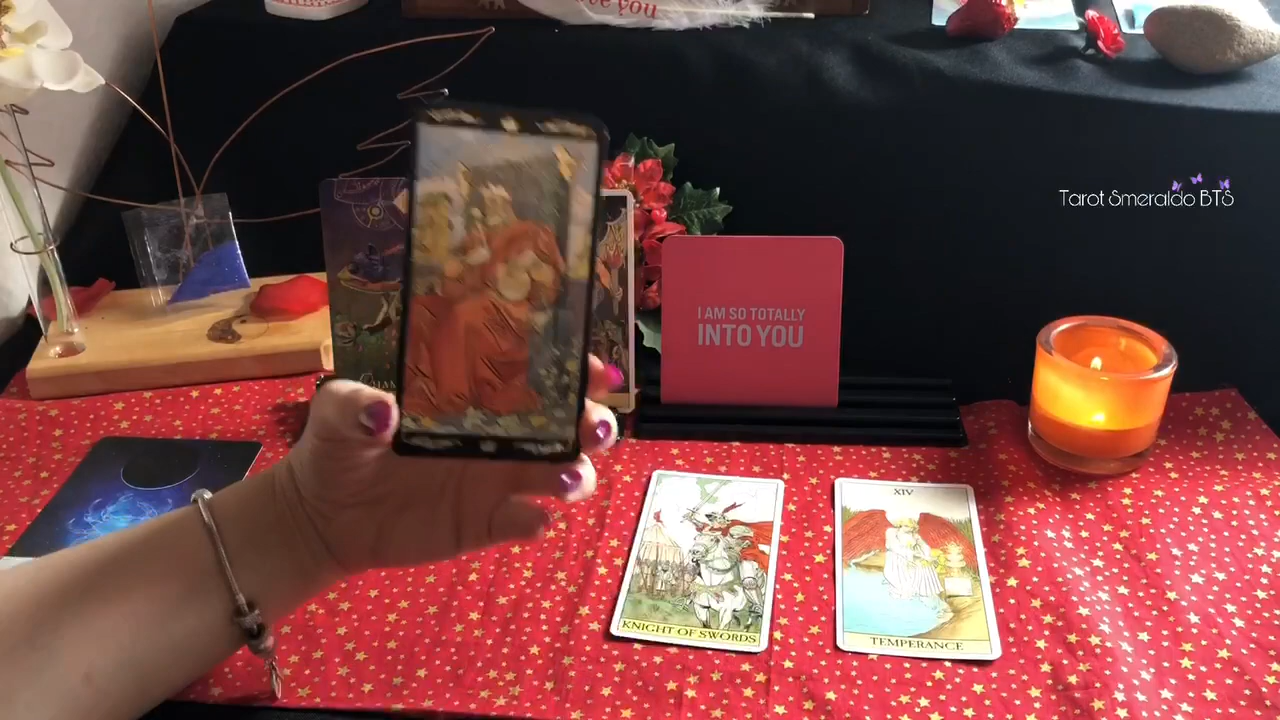 Tarot Smeraldo BTS
I AM SO TOTALLY
INTO YOU
KNIGHT OF SWORDS
XIV
TEMPERANCE